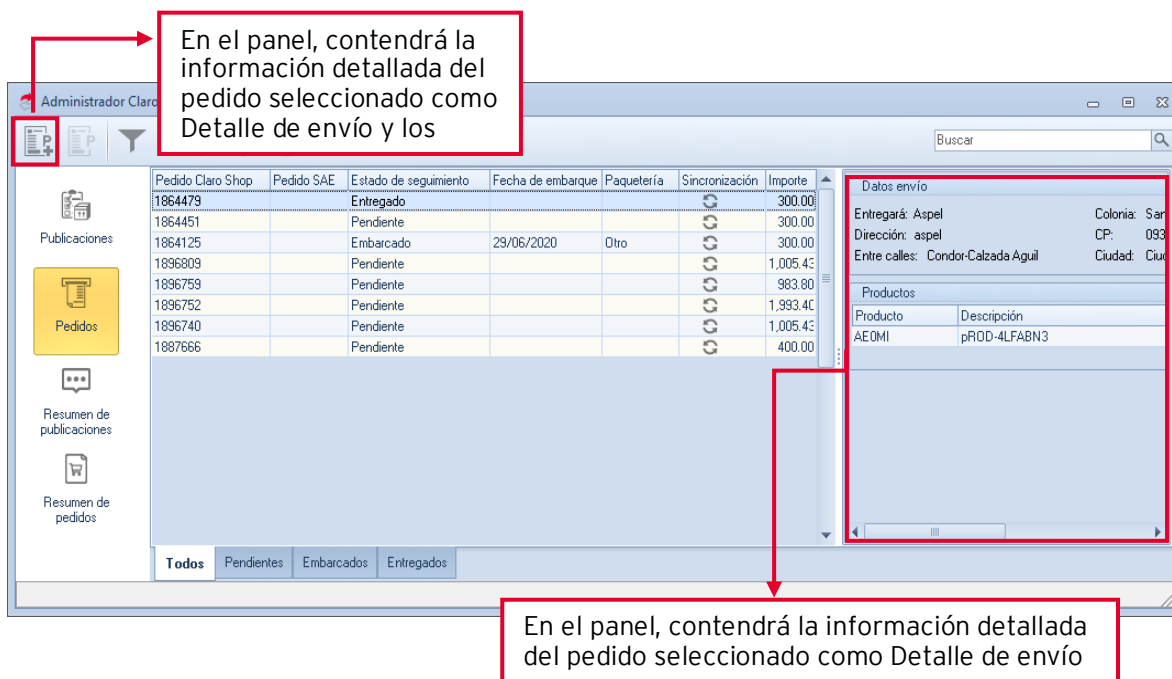 En el panel, contendrá la
información detallada del
pedido seleccionado como
Detalle de envío y los
Administrador Claro
Buscar
Publicaciones
Pedidos
Resumen de
publicaciones
Resumen de
pedidos
Pedido Claro Shop Pedido SAE Estado de seguimiento Fecha de embarque Paquetería Sincronización Importe
1864479 Entregado 300.00
1864451 Pendiente 300.00
1864125 Embarcado 29/06/2020 Otro 300.00
1896809 Pendiente 1,005.43
1896759 Pendiente 983.80
1896752 Pendiente 1,993.40
1896740 Pendiente 1,005.43
1887666 Pendiente 400.00
Todos Pendientes Embarcados Entregados
Datos envío
Entregará: Aspel Colonia: San
Dirección: aspel CP: 093
Entre calles: Condor-Calzada Aguil Ciudad: Ciud
Productos
Producto Descripción
AE0MI pROD-4LFABN3
En el panel, contendrá la información detallada
del pedido seleccionado como Detalle de envío